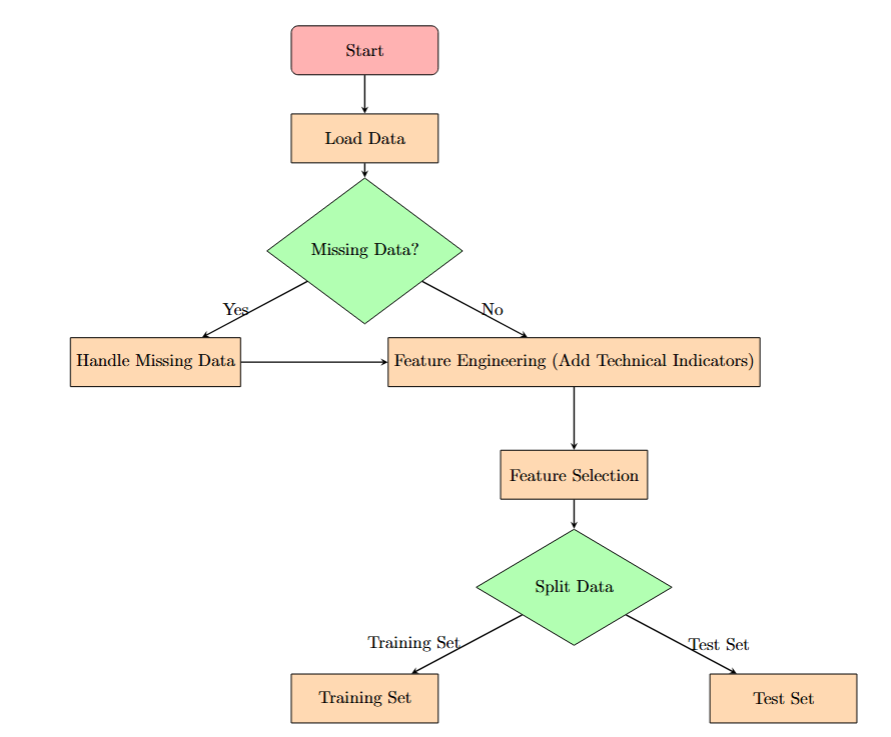 Start
Load Data
Missing Data?
Yes
No
Handle Missing Data
Feature Engineering (Add Technical Indicators)
Feature Selection
Split Data
Training Set
Test Set
Training Set
Test Set